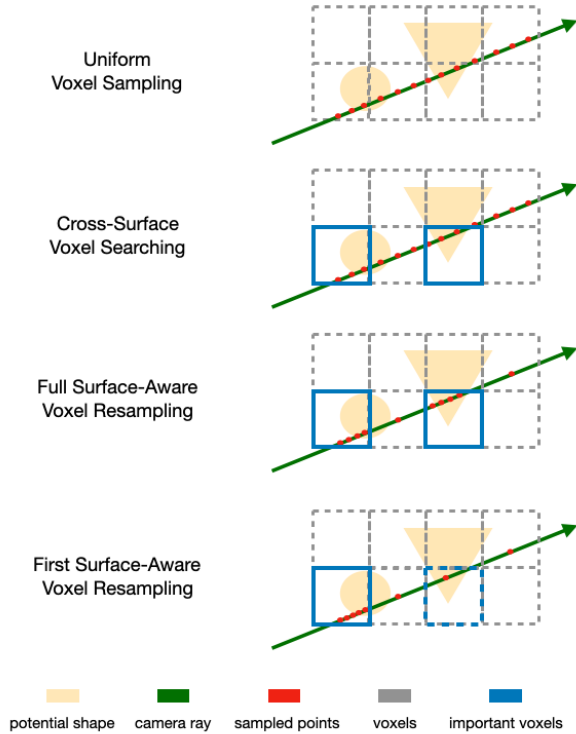 Uniform
Voxel Sampling
Cross-Surface
Voxel Searching
Full Surface-Aware
Voxel Resampling
First Surface-Aware
Voxel Resampling
potential shape
camera ray
sampled points
voxels
important voxels